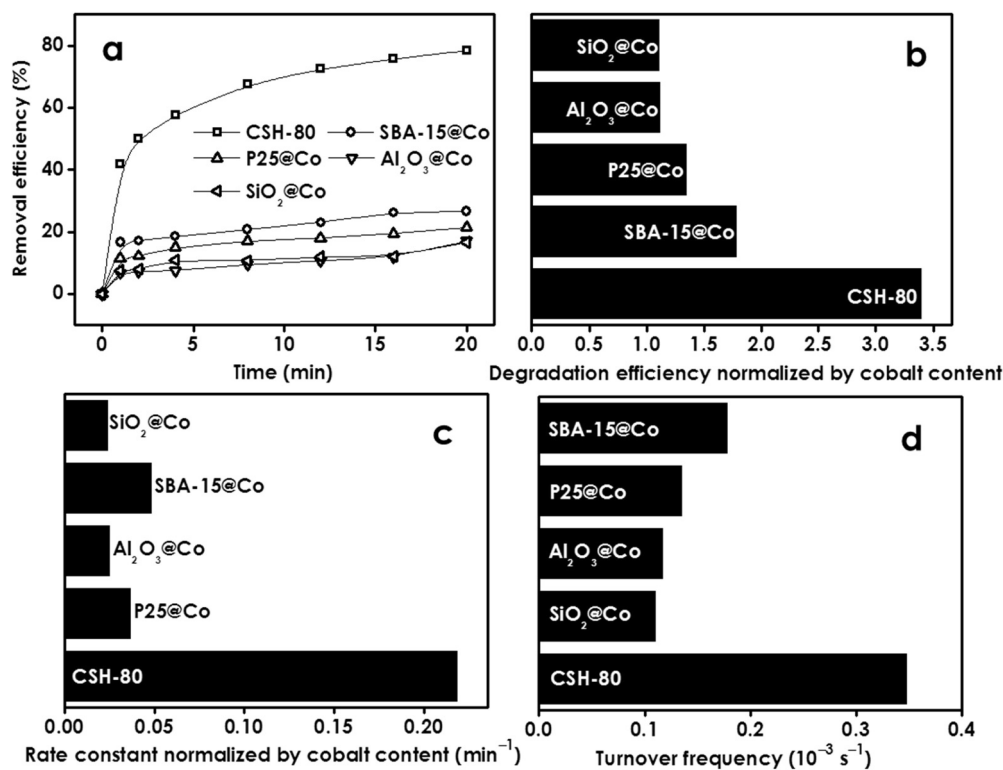 a
Removal efficiency (%)
80
60
40
20
0
CSH-80
SBA-15@Co
P25@Co
Al₂O₃@Co
SiO₂@Co
0 5 10 15 20
Time (min)
b
SiO₂@Co
Al₂O₃@Co
P25@Co
SBA-15@Co
CSH-80
0.0 0.5 1.0 1.5 2.0 2.5 3.0 3.5
Degradation efficiency normalized by cobalt content
c
SiO₂@Co
SBA-15@Co
Al₂O₃@Co
P25@Co
CSH-80
0.00 0.05 0.10 0.15 0.20
Rate constant normalized by cobalt content (min⁻¹)
d
SBA-15@Co
P25@Co
Al₂O₃@Co
SiO₂@Co
CSH-80
0.0 0.1 0.2 0.3 0.4
Turnover frequency (10⁻³ s⁻¹)